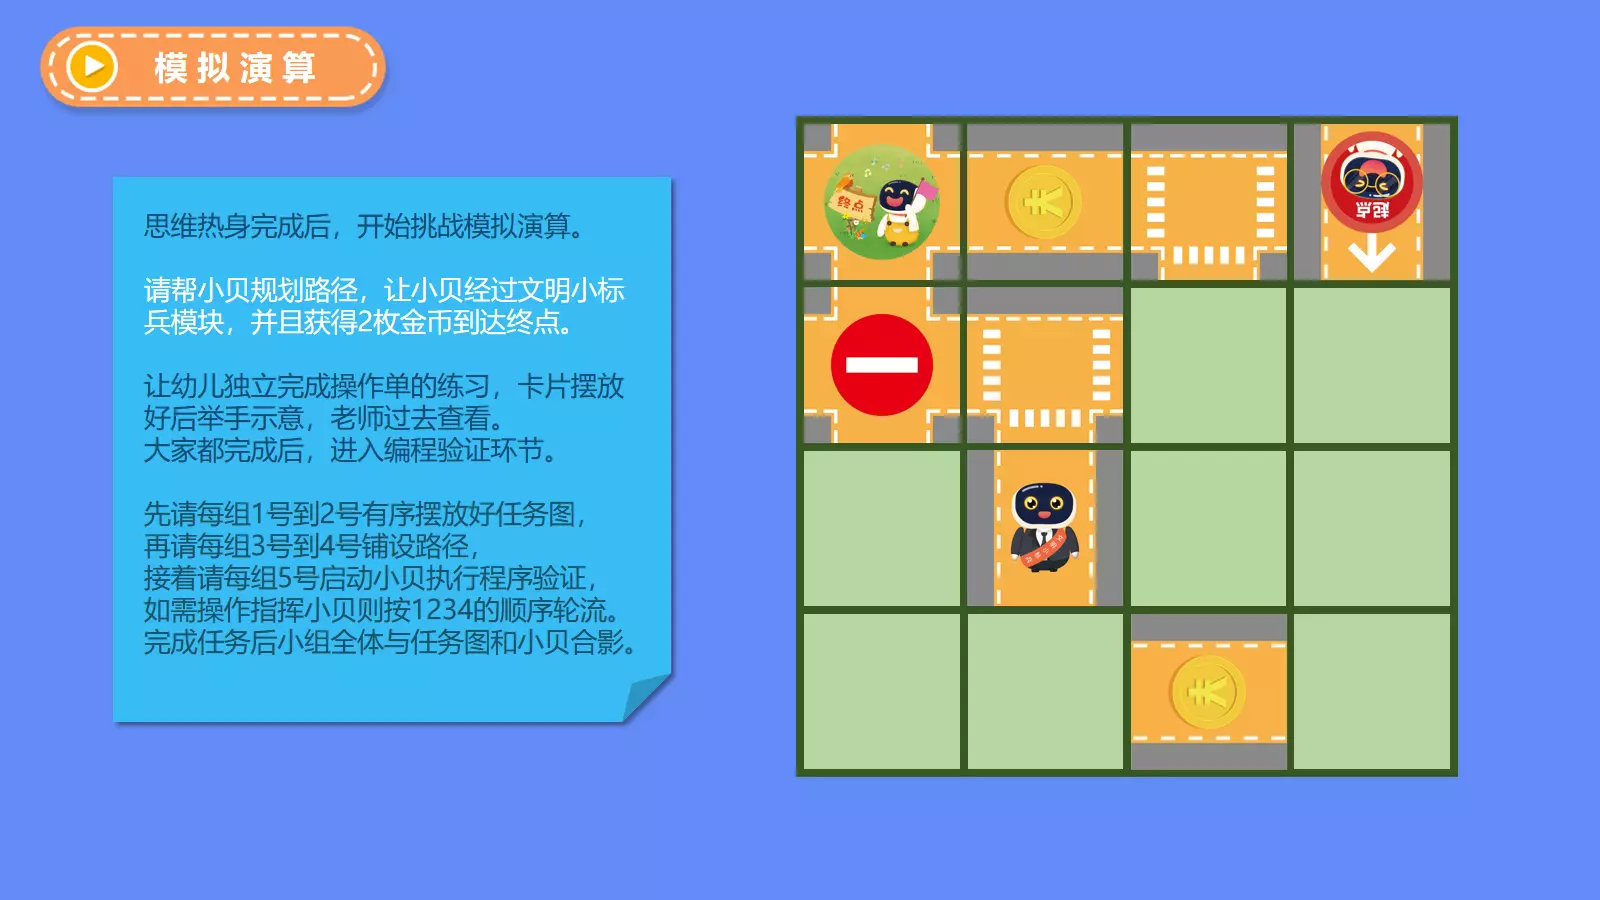 模拟演算
思维热身完成后，开始挑战模拟演算。
请帮小贝规划路径，让小贝经过文明小标
兵模块，并且获得2枚金币到达终点。
让幼儿独立完成操作单的练习，卡片摆放
好后举手示意，老师过去查看。
大家都完成后，进入编程验证环节。
先请每组1号到2号有序摆放好任务图，
再请每组3号到4号铺设路径，
接着请每组5号启动小贝执行程序验证，
如需操作指挥小贝则按1234的顺序轮流。
完成任务后小组全体与任务图和小贝合影。
终点
起点
文明小标兵